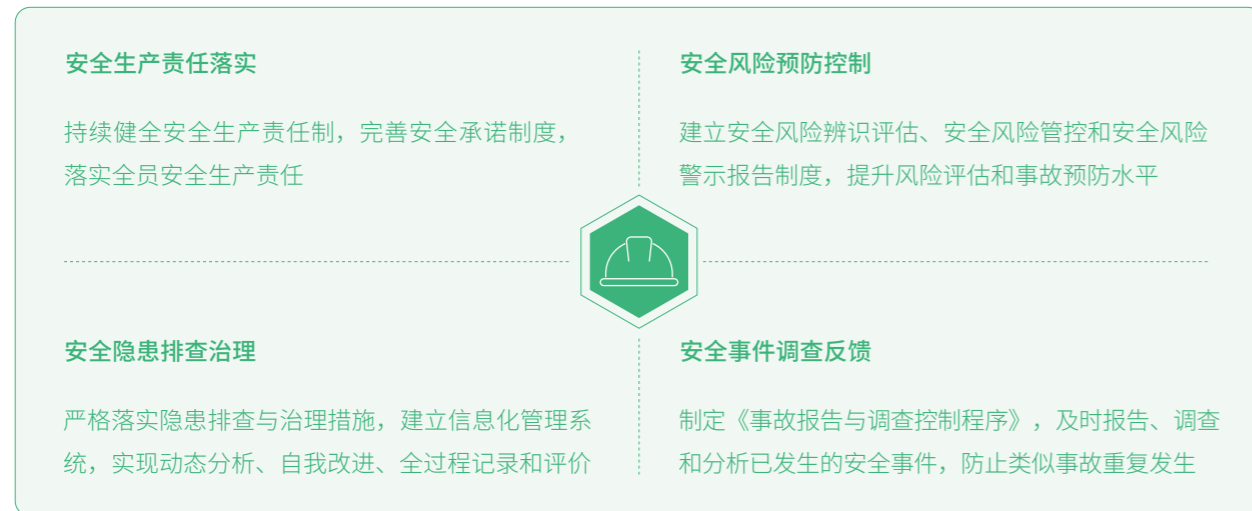 安全生产责任落实
持续健全安全生产责任制，完善安全承诺制度，
落实全员安全生产责任
安全风险预防控制
建立安全风险辨识评估、安全风险管控和安全风险
警示报告制度，提升风险评估和事故预防水平
安全隐患排查治理
严格落实隐患排查与治理措施，建立信息化管理系
统，实现动态分析、自我改进、全过程记录和评价
安全事件调查反馈
制定《事故报告与调查控制程序》，及时报告、调查
和分析已发生的安全事件，防止类似事故重复发生